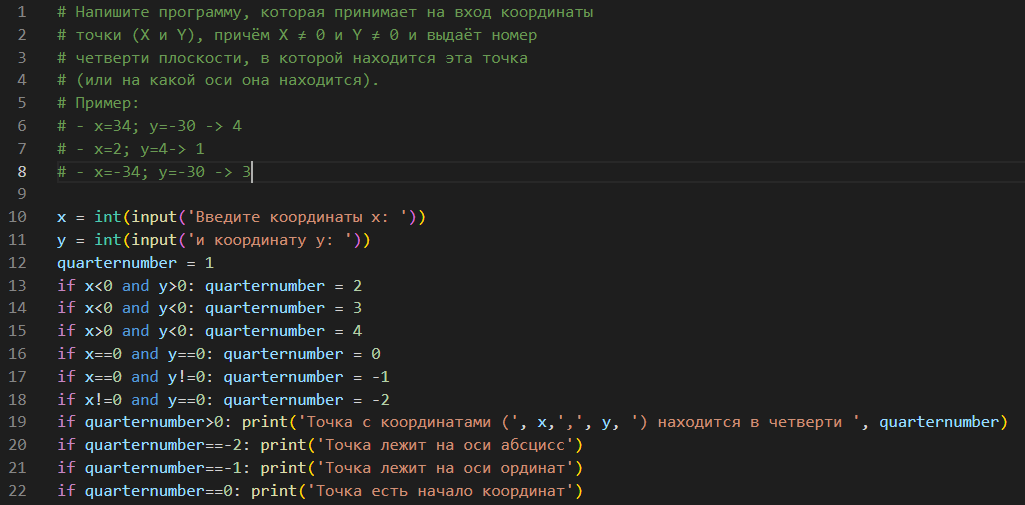 1 # Напишите программу, которая принимает на вход координаты
2 # точки (X и Y), причём X ≠ 0 и Y ≠ 0 и выдаёт номер
3 # четверти плоскости, в которой находится эта точка
4 # (или на какой оси она находится).
5 # Пример:
6 # - x=34; y=-30 -> 4
7 # - x=2; y=4-> 1
8 # - x=-34; y=-30 -> 3
9
10 x = int(input('Введите координаты x: '))
11 y = int(input('и координату y: '))
12 quarternumber = 1
13 if x<0 and y>0: quarternumber = 2
14 if x<0 and y<0: quarternumber = 3
15 if x>0 and y<0: quarternumber = 4
16 if x==0 and y==0: quarternumber = 0
17 if x==0 and y!=0: quarternumber = -1
18 if x!=0 and y==0: quarternumber = -2
19 if quarternumber>0: print('Точка с координатами (', x,',', y, ') находится в четверти ', quarternumber)
20 if quarternumber==-2: print('Точка лежит на оси абсцисс')
21 if quarternumber==-1: print('Точка лежит на оси ординат')
22 if quarternumber==0: print('Точка есть начало координат')